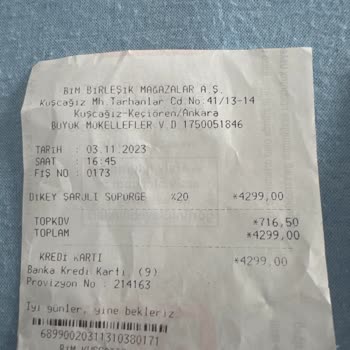 BİM BİRLEŞİK MAĞAZALAR A.Ş.
Kuşcağız Mh.Tarhanlar Cd.No.41/13-14
Kuşcağız-Keçiören/Ankara
BÜYÜK MÜKELLEFLER V.D 1750051846
TARİH : 03.11.2023
SAAT : 16:45
FİŞ NO : 0173
DİKEY ŞARJLI SÜPÜRGE %20 *4299,00
TOPKDV *716,50
TOPLAM *4299,00
KREDİ KARTI *4299,00
Banka Kredi Kartı, (9)
Provizyon No : 214163
İyi günler, yine bekleriz
68990020311310380171